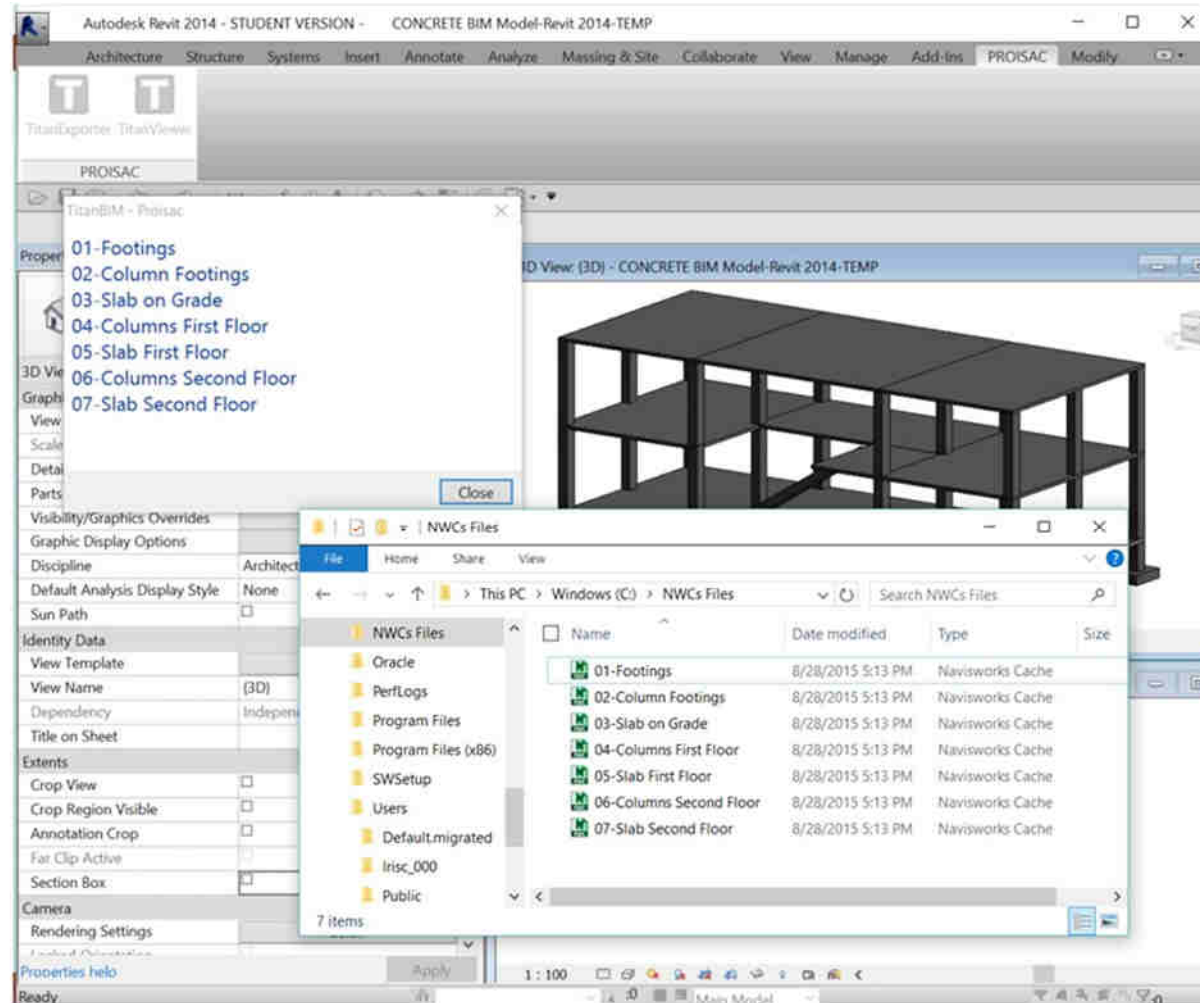 Autodesk Revit 2014 - STUDENT VERSION - CONCRETE BIM Model-Revit 2014-TEMP
Architecture Structure Systems Insert Annotate Analyze Massing & Site Collaborate View Manage Add-Ins PROISAC Modify
TitanExporter TitanViewer
PROISAC
TitanBIM - Proisac
01-Footings
02-Column Footings
03-Slab on Grade
04-Columns First Floor
05-Slab First Floor
06-Columns Second Floor
07-Slab Second Floor
Close
3D View: {3D} - CONCRETE BIM Model-Revit 2014-TEMP
Proper
3D Vie
Graph
View
Scale
Detai
Parts
Visibility/Graphics Overrides
Graphic Display Options
Discipline Architect
Default Analysis Display Style None
Sun Path
Identity Data
View Template
View Name {3D}
Dependency Indepen
Title on Sheet
Extents
Crop View
Crop Region Visible
Annotation Crop
Far Clip Active
Section Box
Camera
Rendering Settings
Properties help Apply
NWCs Files
File Home Share View
This PC > Windows (C:) > NWCs Files Search NWCs Files
NWCs Files
Oracle
PerfLogs
Program Files
Program Files (x86)
SWSetup
Users
Default.migrated
lrisc_000
Public
Name Date modified Type Size
01-Footings 8/28/2015 5:13 PM Navisworks Cache
02-Column Footings 8/28/2015 5:13 PM Navisworks Cache
03-Slab on Grade 8/28/2015 5:13 PM Navisworks Cache
04-Columns First Floor 8/28/2015 5:13 PM Navisworks Cache
05-Slab First Floor 8/28/2015 5:13 PM Navisworks Cache
06-Columns Second Floor 8/28/2015 5:13 PM Navisworks Cache
07-Slab Second Floor 8/28/2015 5:13 PM Navisworks Cache
7 items
1 : 100
Ready :0 Main Model :0